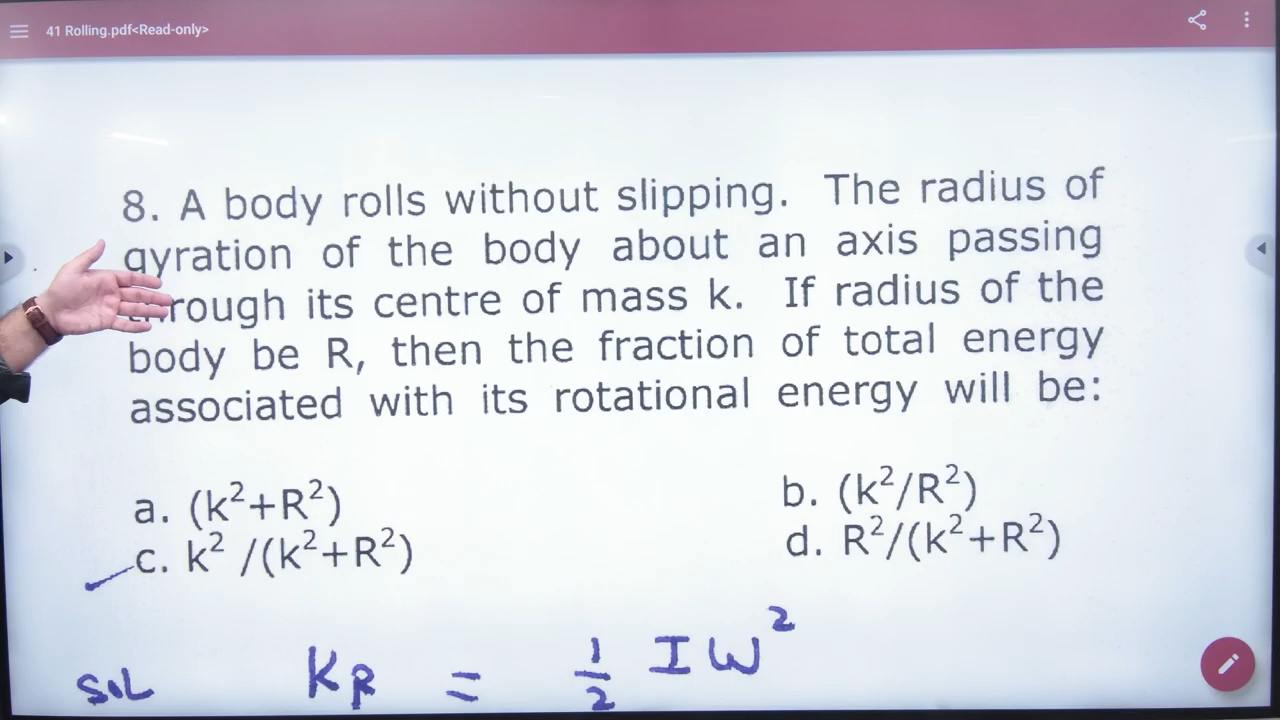 41 Rolling.pdf<Read-only>
8. A body rolls without slipping. The radius of
gyration of the body about an axis passing
through its centre of mass k. If radius of the
body be R, then the fraction of total energy
associated with its rotational energy will be:
a. (k²+R²)
b. (k²/R²)
c. k² /(k²+R²)
d. R²/(k²+R²)
SOL K_R = 1/2 I ω²